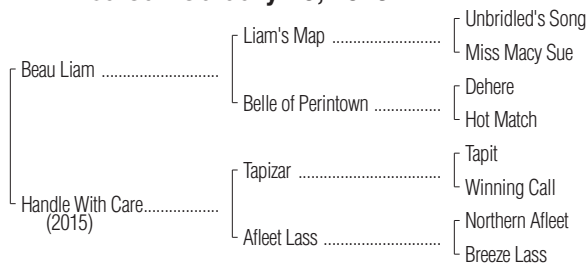 Unbridled's Song
Liam's Map
Miss Macy Sue
Beau Liam
Dehere
Belle of Perintown
Hot Match
Tapit
Tapizar
Winning Call
Handle With Care
(2015)
Northern Afleet
Afleet Lass
Breeze Lass